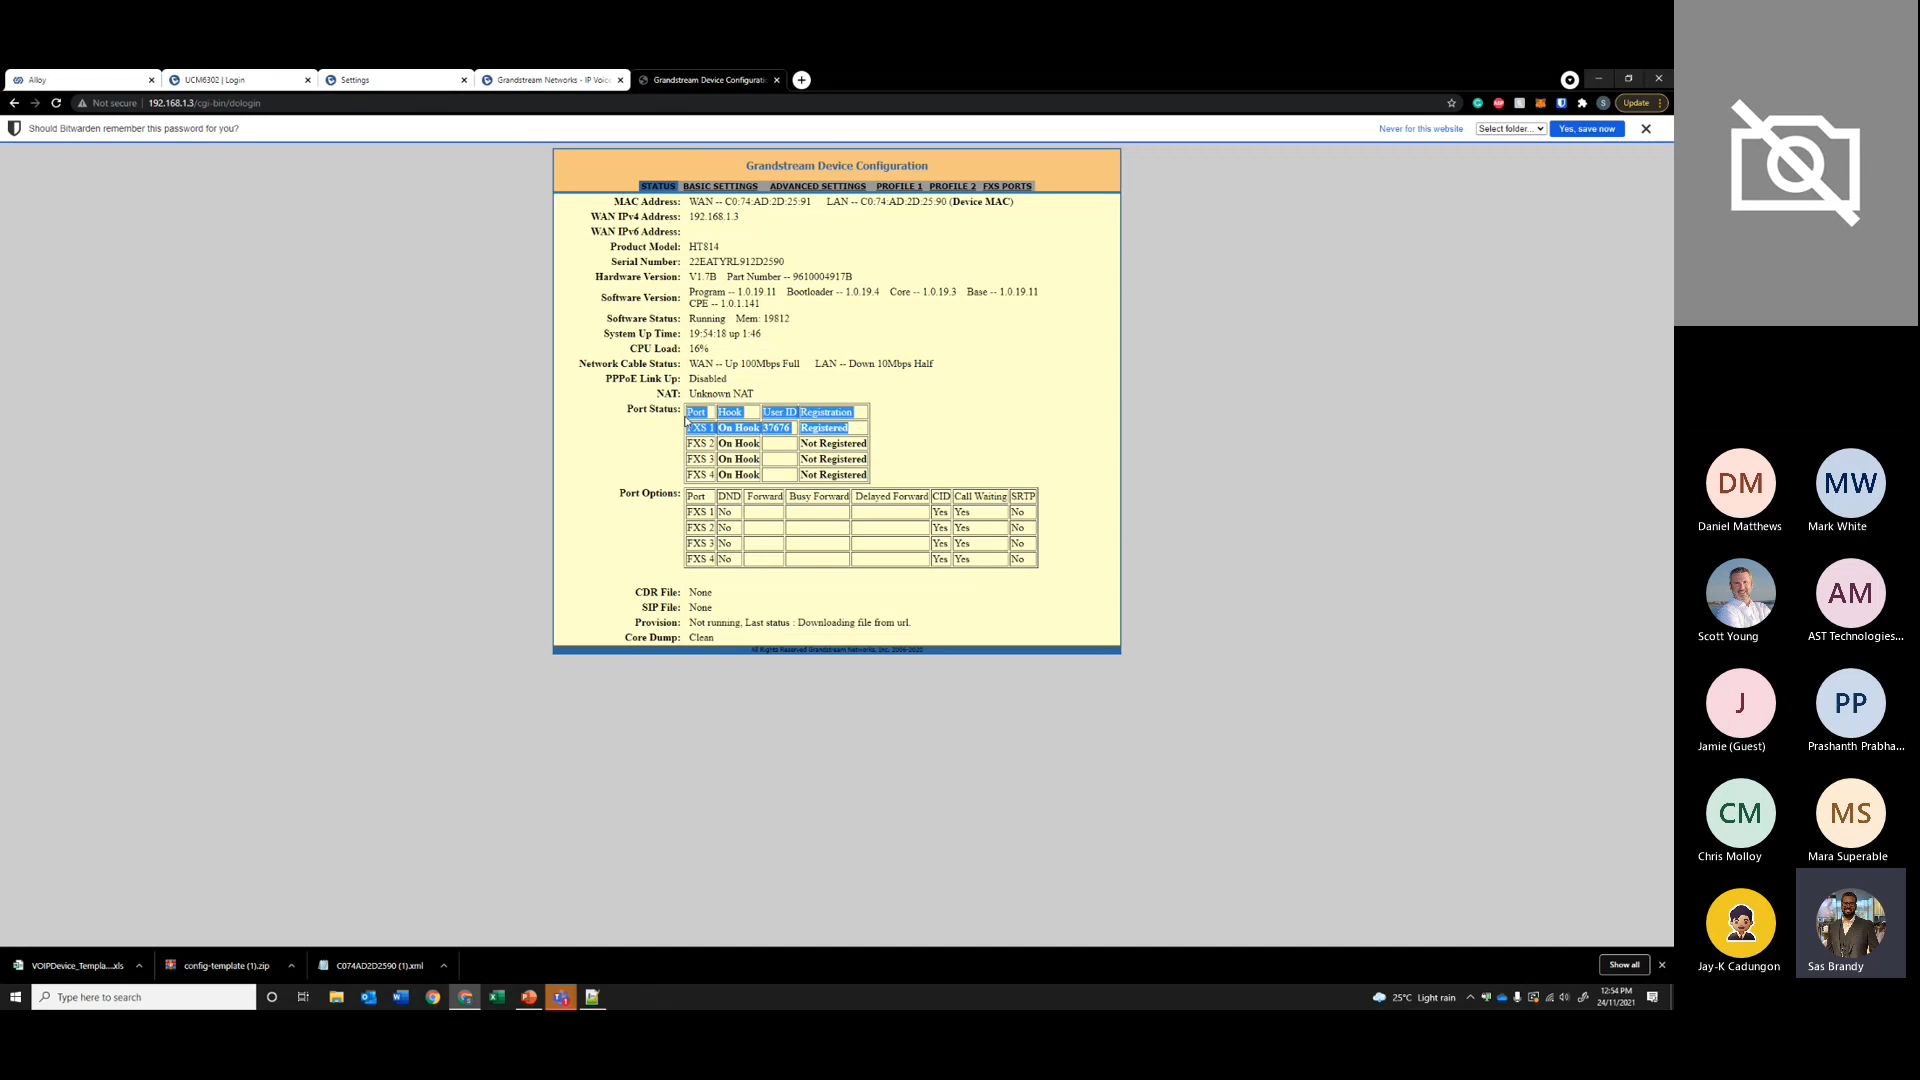 Alloy
UCM6302 | Login
Settings
Grandstream Networks - IP Voice
Grandstream Device Configuratio
Not secure | 192.168.1.3/cgi-bin/dologin
Update
Should Bitwarden remember this password for you?
Never for this website
Select folder...
Yes, save now
Grandstream Device Configuration
STATUS BASIC SETTINGS ADVANCED SETTINGS PROFILE 1 PROFILE 2 FXS PORTS
MAC Address: WAN -- C0:74:AD:2D:25:91 LAN -- C0:74:AD:2D:25:90 (Device MAC)
WAN IPv4 Address: 192.168.1.3
WAN IPv6 Address:
Product Model: HT814
Serial Number: 22EATYRL912D2590
Hardware Version: V1.7B Part Number -- 9610004917B
Software Version: Program -- 1.0.19.11 Bootloader -- 1.0.19.4 Core -- 1.0.19.3 Base -- 1.0.19.11
CPE -- 1.0.1.141
Software Status: Running Mem: 19812
System Up Time: 19:54:18 up 1:46
CPU Load: 16%
Network Cable Status: WAN -- Up 100Mbps Full LAN -- Down 10Mbps Half
PPPoE Link Up: Disabled
NAT: Unknown NAT
Port Status: Port Hook User ID Registration
FXS 1 On Hook 37676 Registered
FXS 2 On Hook Not Registered
FXS 3 On Hook Not Registered
FXS 4 On Hook Not Registered
Port Options: Port DND Forward Busy Forward Delayed Forward CID Call Waiting SRTP
FXS 1 No Yes Yes No
FXS 2 No Yes Yes No
FXS 3 No Yes Yes No
FXS 4 No Yes Yes No
CDR File: None
SIP File: None
Provision: Not running, Last status : Downloading file from url.
Core Dump: Clean
All Rights Reserved Grandstream Networks, Inc. 2006-2020
VOIPDevice_Templa....xls
config-template (1).zip
C074AD2D2590 (1).xml
Show all
Type here to search
25°C Light rain
12:54 PM
24/11/2021
DM
Daniel Matthews
MW
Mark White
Scott Young
AM
AST Technologies...
J
Jamie (Guest)
PP
Prashanth Prabha...
CM
Chris Molloy
MS
Mara Superable
Jay-K Cadungon
Sas Brandy